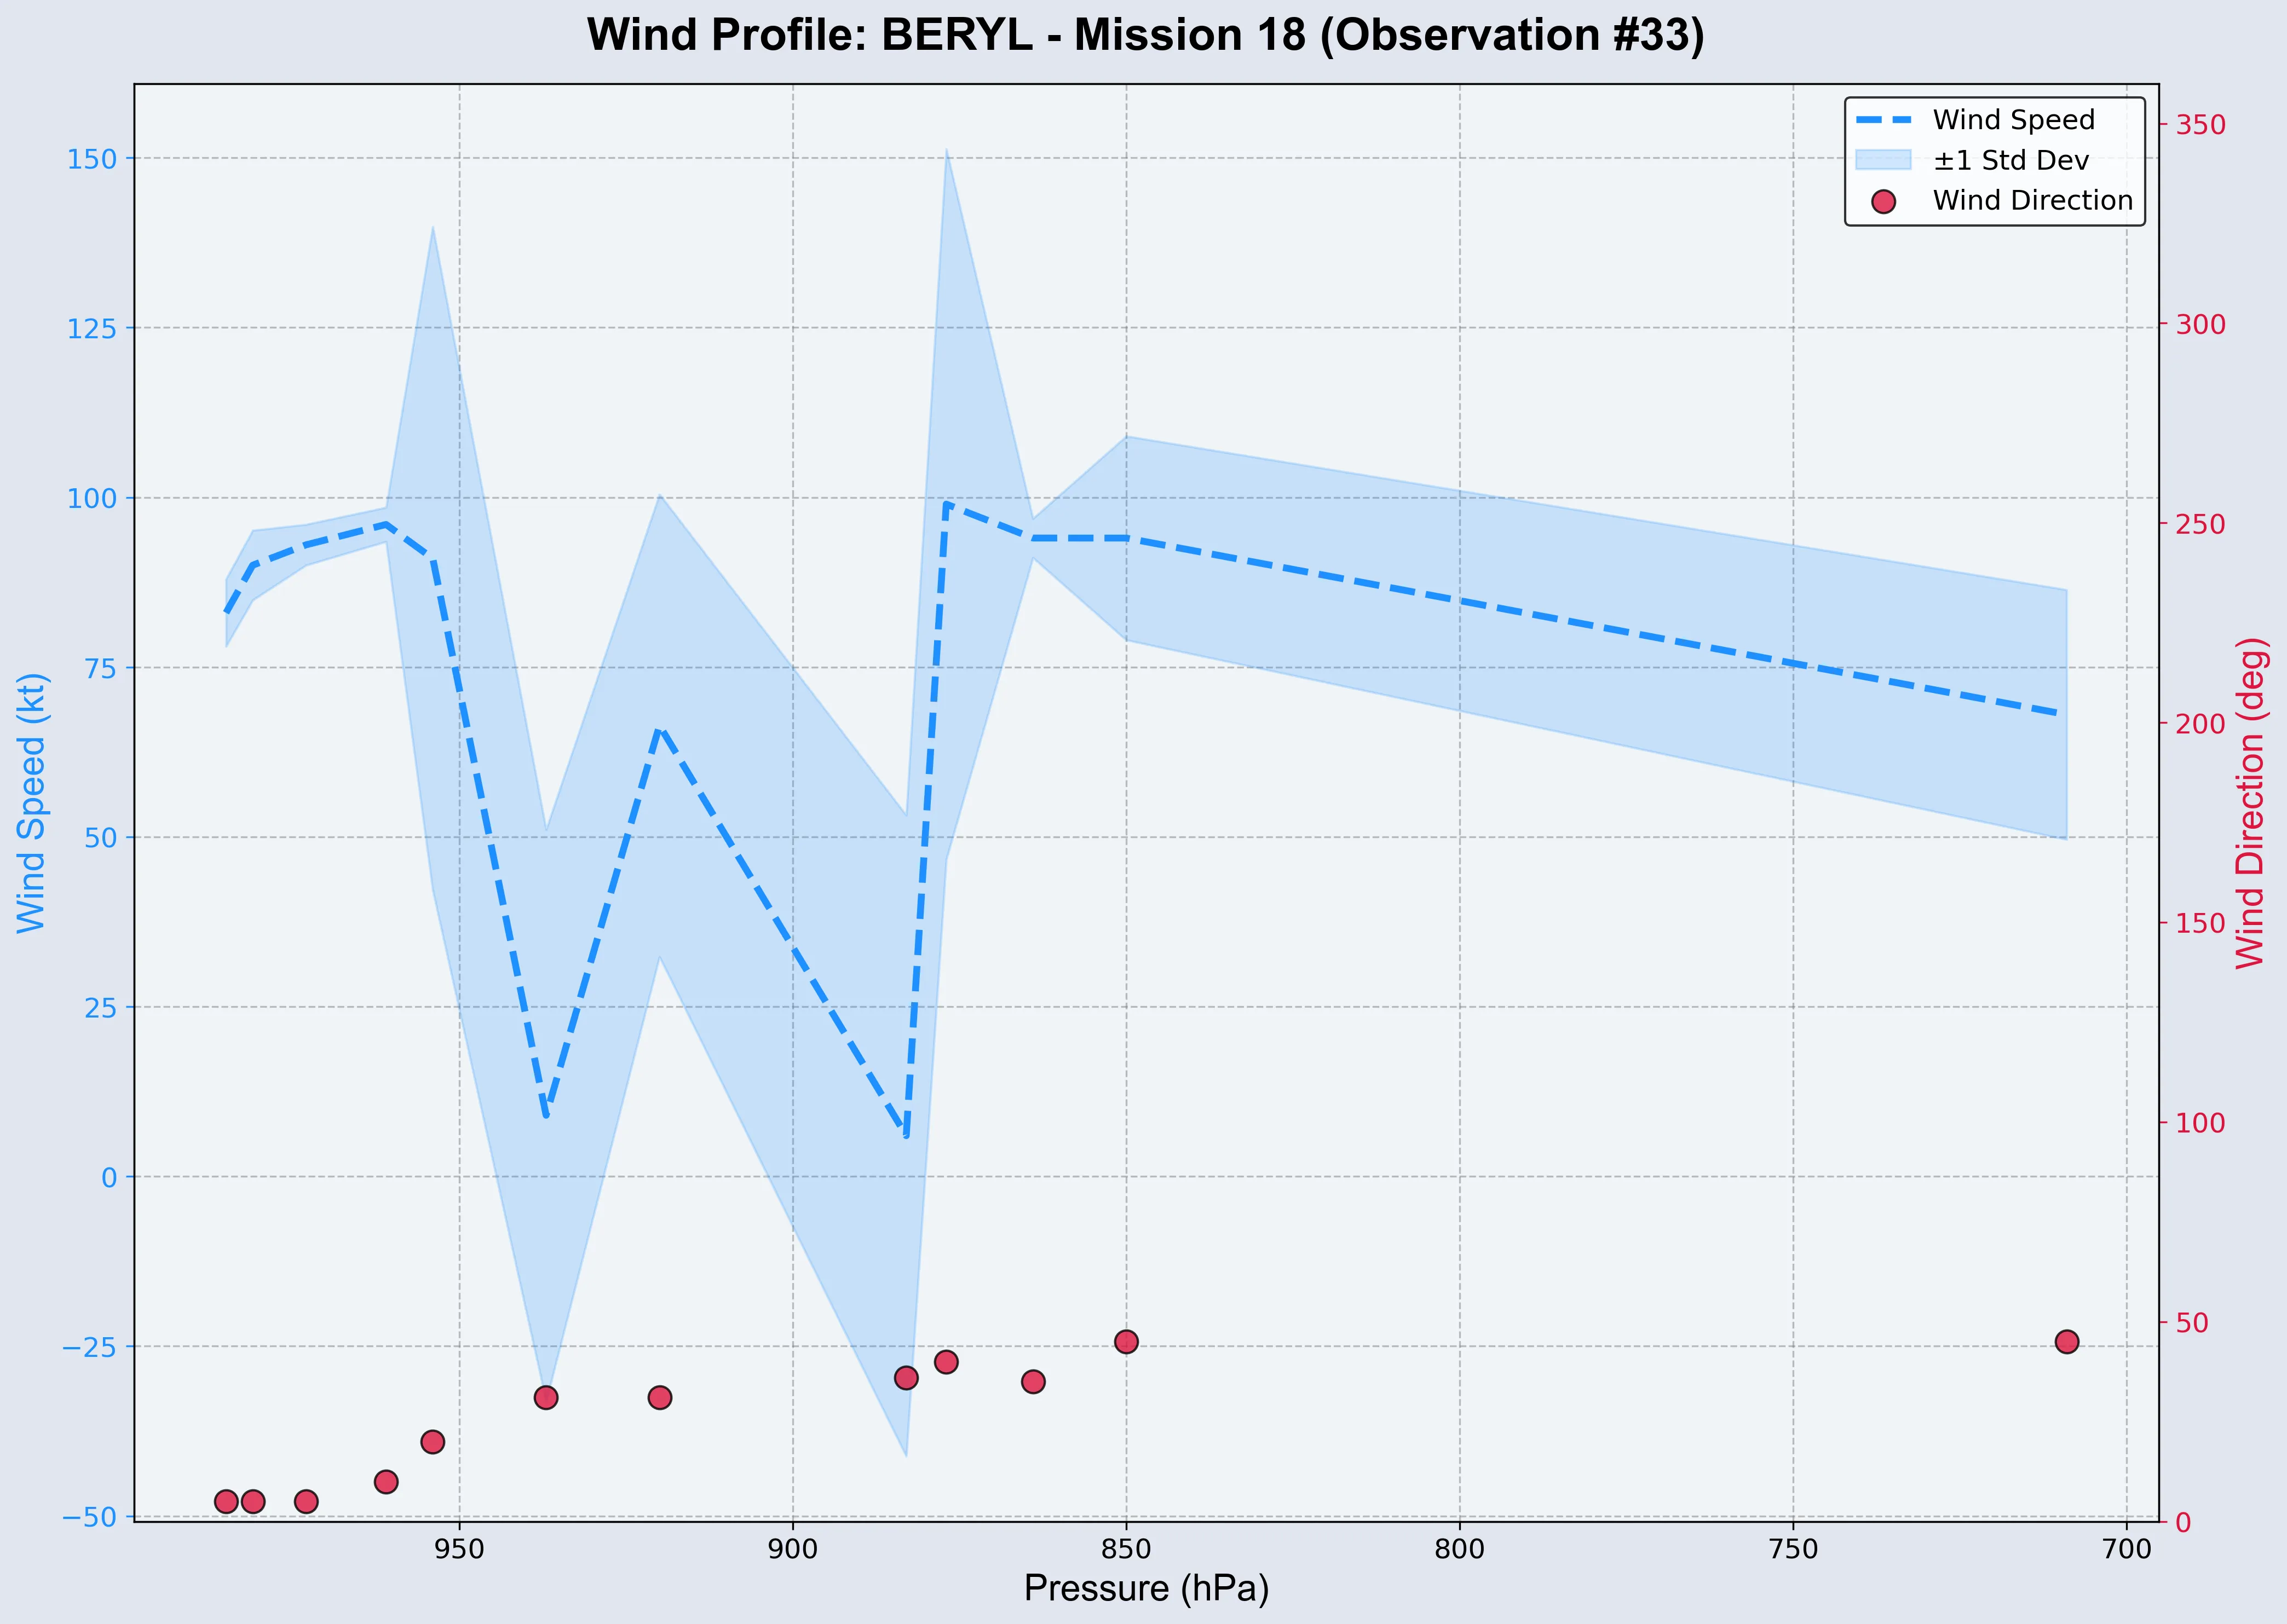 Wind Profile: BERYL - Mission 18 (Observation #33)
Wind Speed
±1 Std Dev
Wind Direction
Wind Speed (kt)
150
125
100
75
50
25
0
−25
−50
350
300
250
200
150
100
50
0
Wind Direction (deg)
950 900 850 800 750 700
Pressure (hPa)